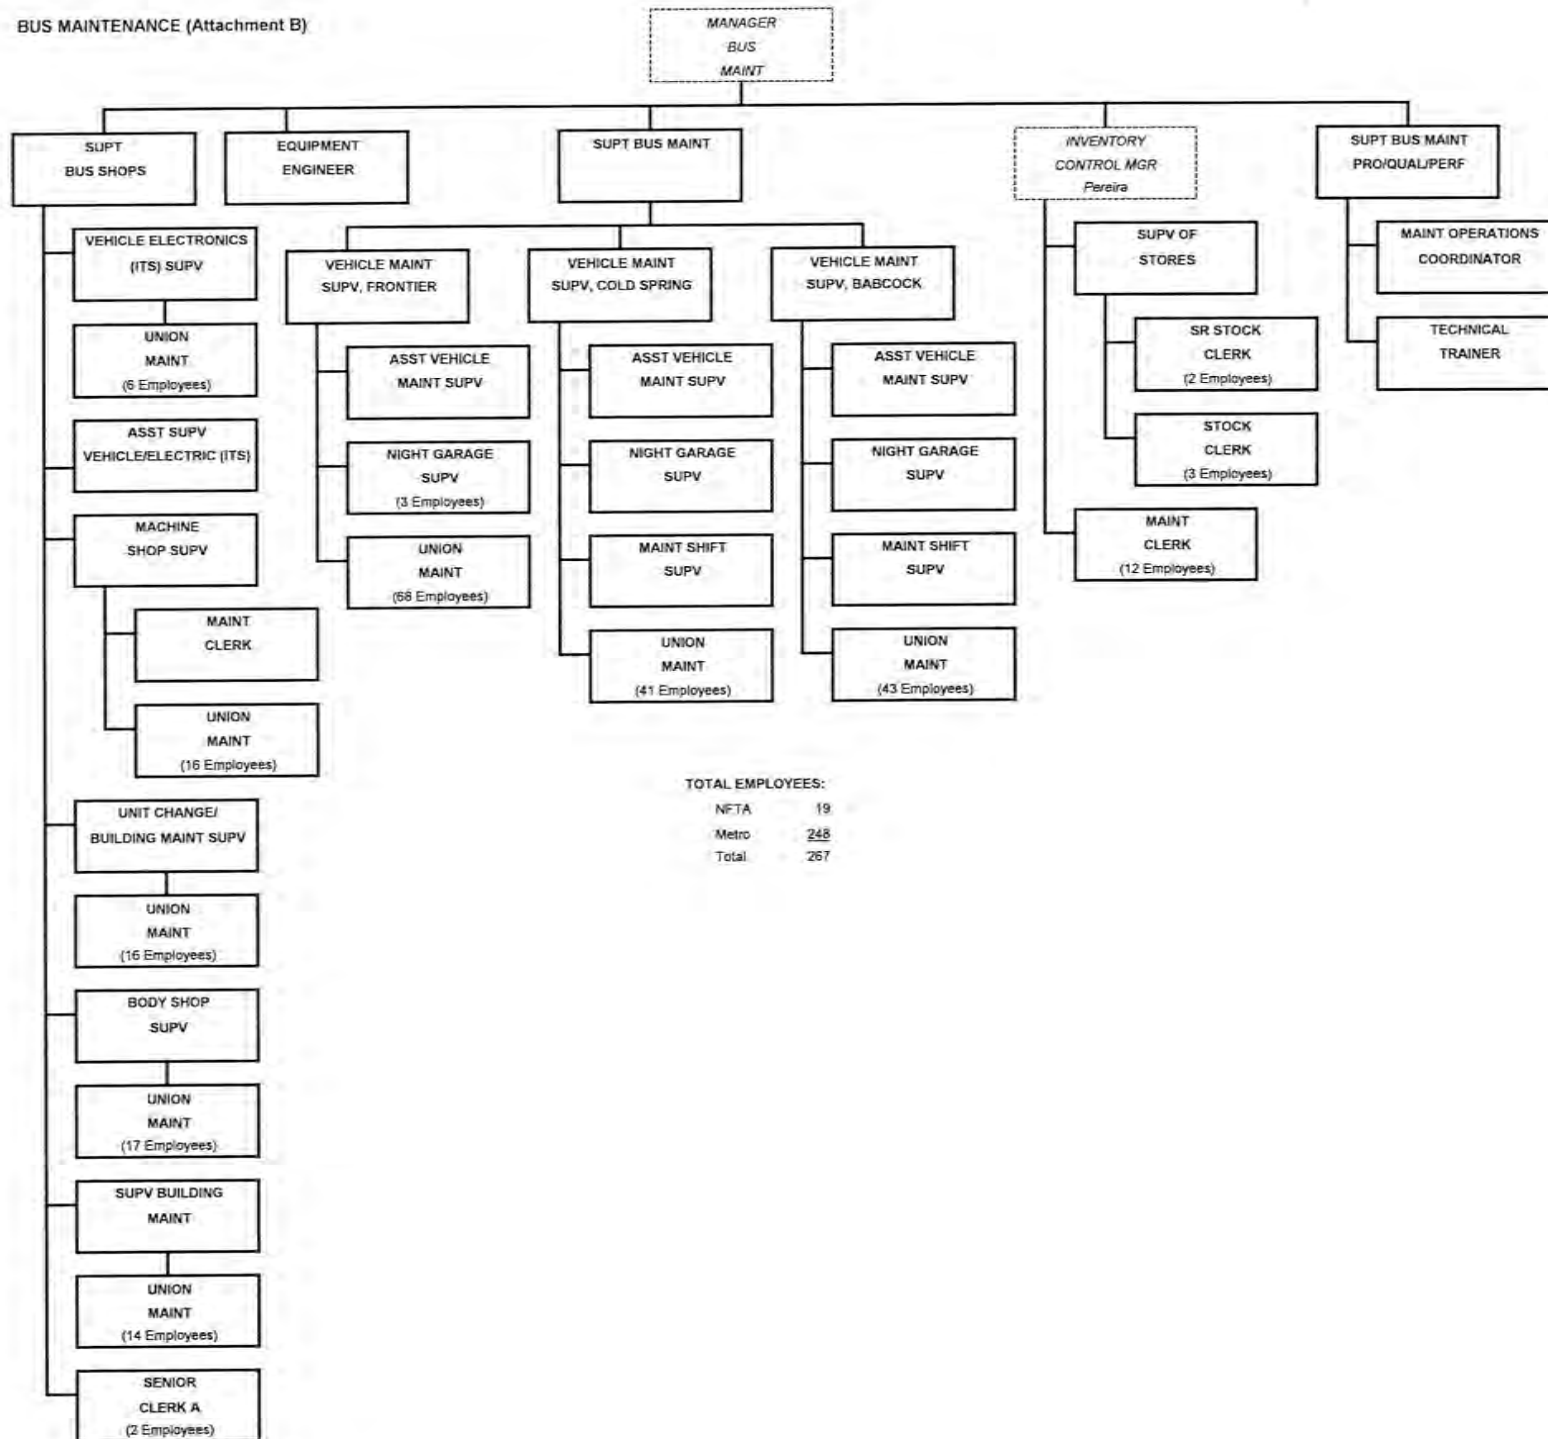 BUS MAINTENANCE (Attachment B)
MANAGER
BUS
MAINT
SUPT
BUS SHOPS
EQUIPMENT
ENGINEER
SUPT BUS MAINT
INVENTORY
CONTROL MGR
Pereira
SUPT BUS MAINT
PRO/QUAL/PERF
VEHICLE ELECTRONICS
(ITS) SUPV
UNION
MAINT
(6 Employees)
ASST SUPV
VEHICLE/ELECTRIC (ITS)
MACHINE
SHOP SUPV
MAINT
CLERK
UNION
MAINT
(16 Employees)
UNIT CHANGE/
BUILDING MAINT SUPV
UNION
MAINT
(16 Employees)
BODY SHOP
SUPV
UNION
MAINT
(17 Employees)
SUPV BUILDING
MAINT
UNION
MAINT
(14 Employees)
SENIOR
CLERK A
(2 Employees)
VEHICLE MAINT
SUPV, FRONTIER
ASST VEHICLE
MAINT SUPV
NIGHT GARAGE
SUPV
(3 Employees)
UNION
MAINT
(68 Employees)
VEHICLE MAINT
SUPV, COLD SPRING
ASST VEHICLE
MAINT SUPV
NIGHT GARAGE
SUPV
MAINT SHIFT
SUPV
UNION
MAINT
(41 Employees)
VEHICLE MAINT
SUPV, BABCOCK
ASST VEHICLE
MAINT SUPV
NIGHT GARAGE
SUPV
MAINT SHIFT
SUPV
UNION
MAINT
(43 Employees)
SUPV OF
STORES
SR STOCK
CLERK
(2 Employees)
STOCK
CLERK
(3 Employees)
MAINT
CLERK
(12 Employees)
MAINT OPERATIONS
COORDINATOR
TECHNICAL
TRAINER
TOTAL EMPLOYEES:
NFTA 19
Metro 248
Total 267